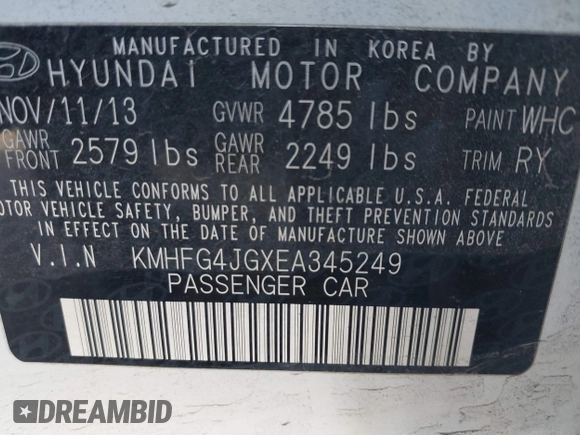 MANUFACTURED IN KOREA BY
HYUNDAI MOTOR COMPANY
NOV/11/13 GVWR 4785 lbs PAINT WHC
GAWR FRONT 2579 lbs GAWR REAR 2249 lbs TRIM RY
THIS VEHICLE CONFORMS TO ALL APPLICABLE U.S.A. FEDERAL
MOTOR VEHICLE SAFETY, BUMPER, AND THEFT PREVENTION STANDARDS
IN EFFECT ON THE DATE OF MANUFACTURE SHOWN ABOVE
V.I.N KMHFG4JGXEA345249
PASSENGER CAR
DREAMBID